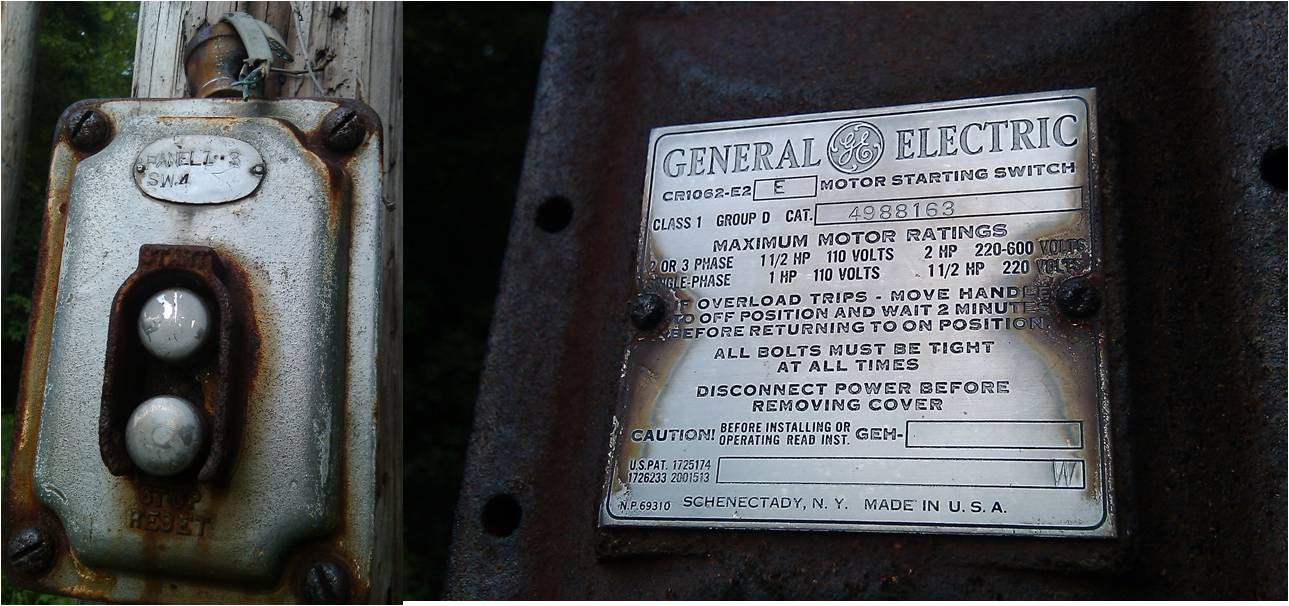 PANEL 1-3
SW.4
START
STOP
RESET
GENERAL GE ELECTRIC
CR1062-E2 E MOTOR STARTING SWITCH
CLASS 1 GROUP D CAT. 4988163
MAXIMUM MOTOR RATINGS
2 OR 3 PHASE 1 1/2 HP 110 VOLTS 2 HP 220-600 VOLTS
SINGLE-PHASE 1 HP 110 VOLTS 1 1/2 HP 220 VOLTS
IF OVERLOAD TRIPS - MOVE HANDLE
TO OFF POSITION AND WAIT 2 MINUTES
BEFORE RETURNING TO ON POSITION.
ALL BOLTS MUST BE TIGHT
AT ALL TIMES
DISCONNECT POWER BEFORE
REMOVING COVER
CAUTION! BEFORE INSTALLING OR
OPERATING READ INST. GEH-
U.S. PAT. 1725174
1726233 2001513 W
N.P. 69310 SCHENECTADY, N. Y. MADE IN U. S. A.